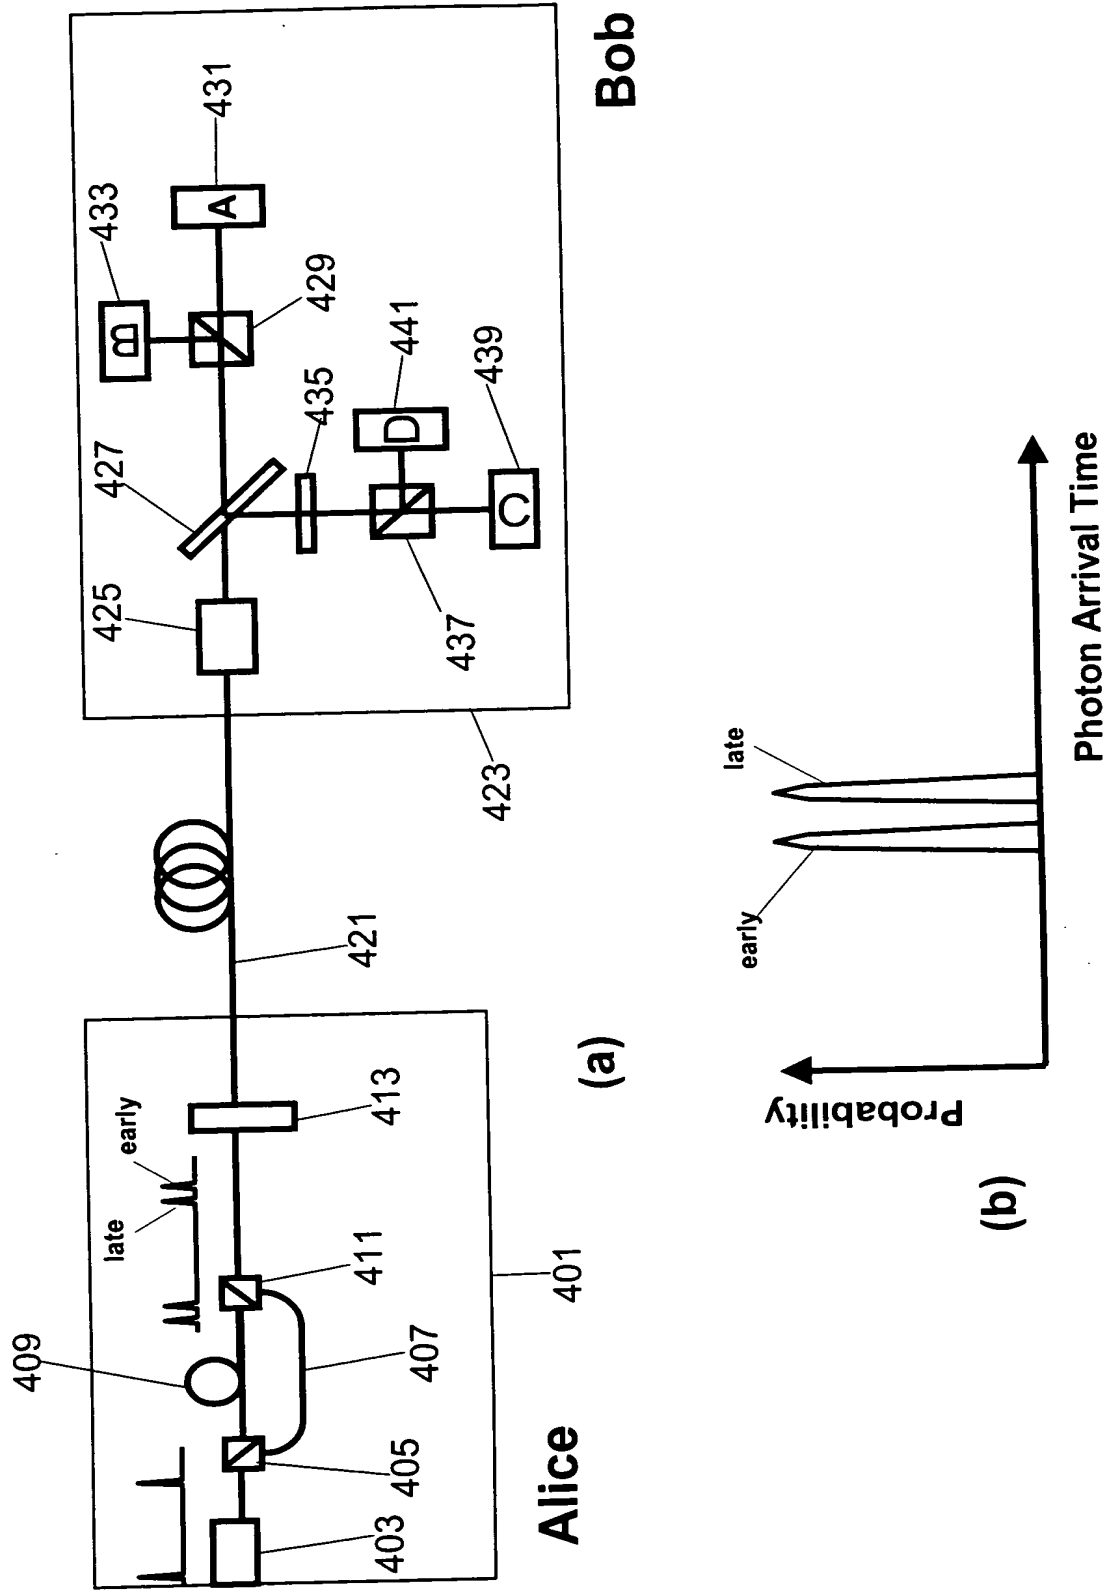 409
late
early
403
405
407
411
413
401
Alice
(a)
421
423
425
427
433
431
429
435
441
437
439
B
A
D
C
Bob
(b)
Probability
early
late
Photon Arrival Time